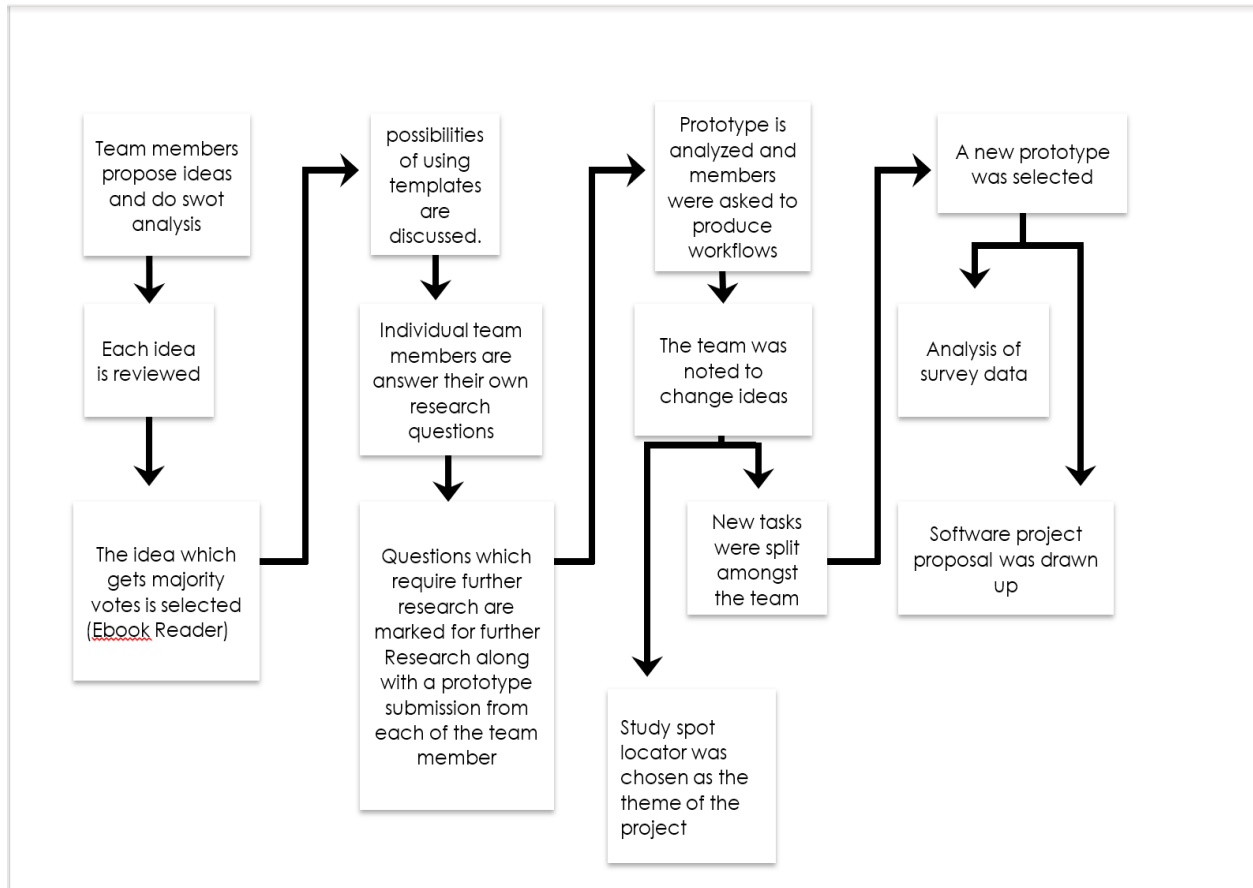 Team members
propose ideas
and do swot
analysis
Each idea
is reviewed
The idea which
gets majority
votes is selected
(Ebook Reader)
possibilities
of using
templates
are
discussed.
Individual team
members are
answer their own
research
questions
Questions which
require further
research are
marked for further
Research along
with a prototype
submission from
each of the team
member
Prototype is
analyzed and
members
were asked to
produce
workflows
The team was
noted to
change ideas
New tasks
were split
amongst
the team
Study spot
locator was
chosen as the
theme of the
project
A new prototype
was selected
Analysis of
survey data
Software project
proposal was drawn
up